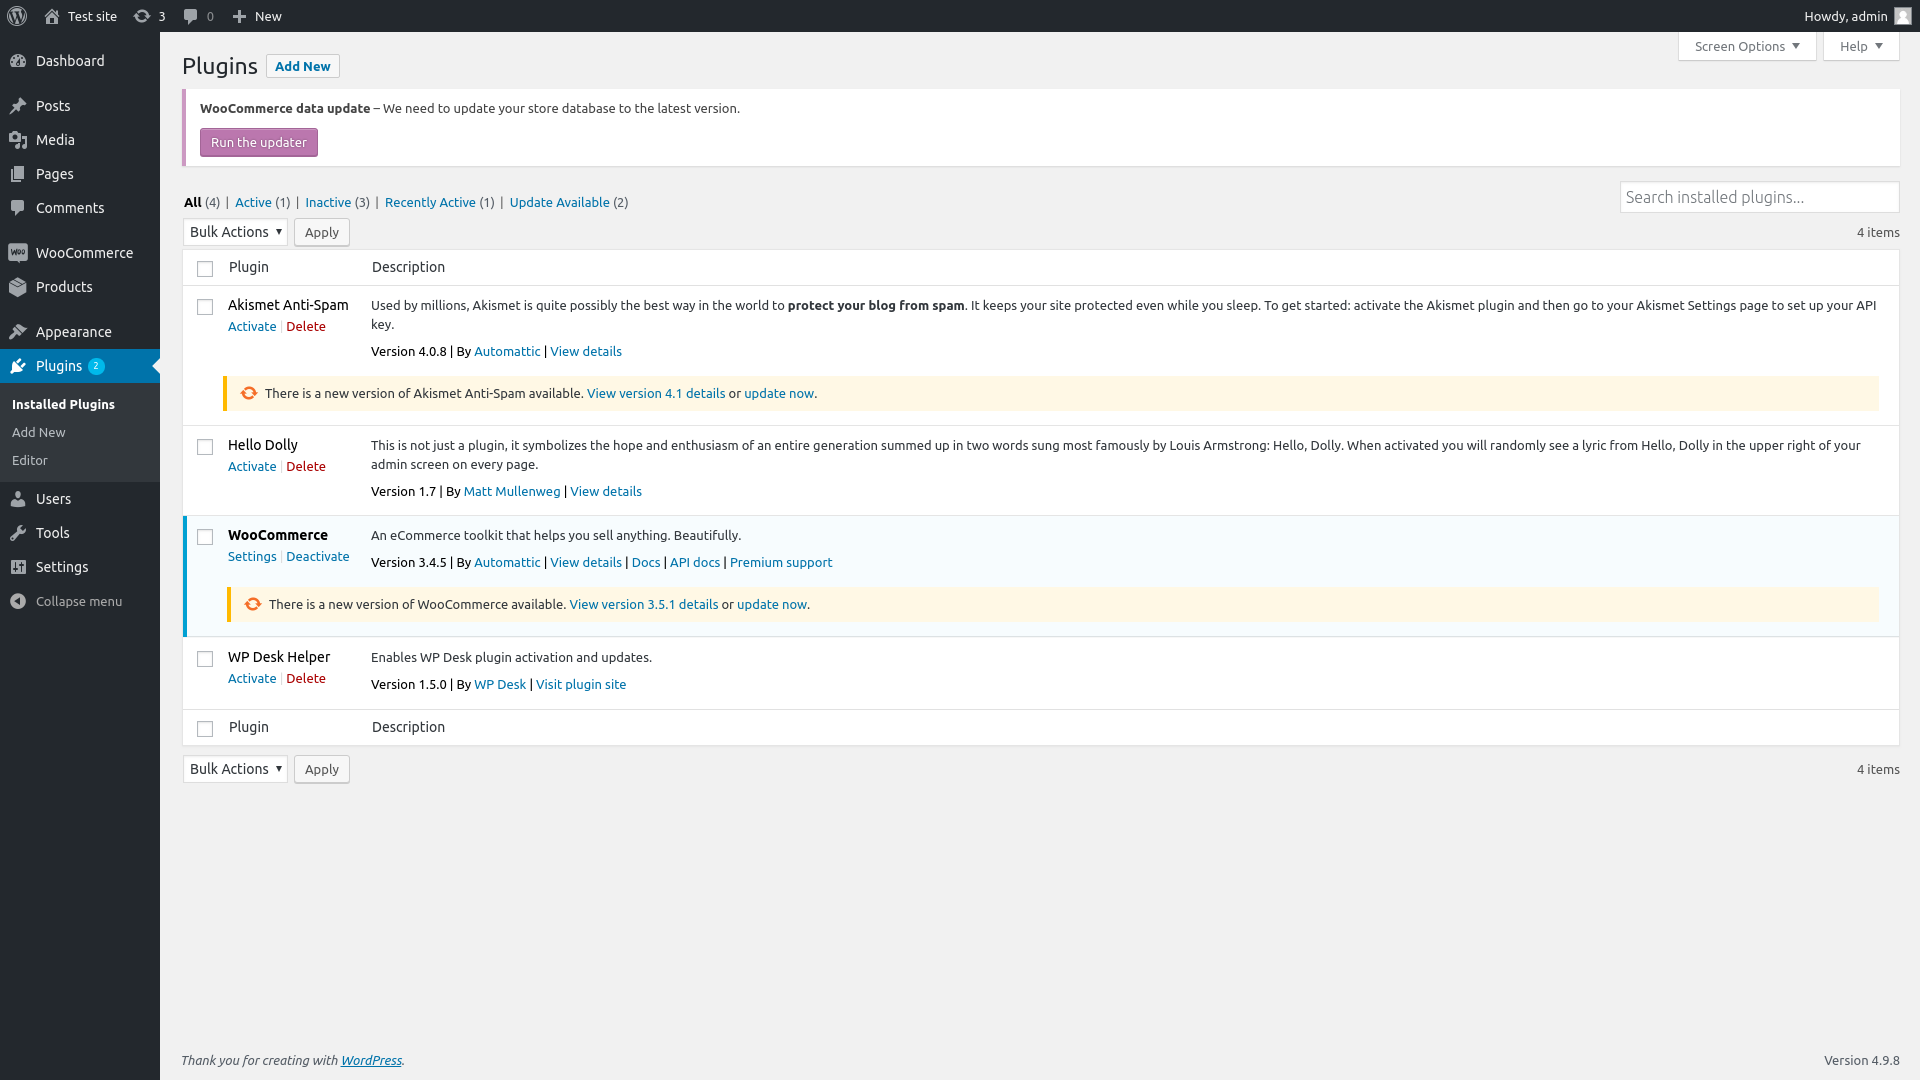 Test site 3 0 New Howdy, admin
Screen Options Help
Dashboard
Posts
Media
Pages
Comments
WooCommerce
Products
Appearance
Plugins 2
Installed Plugins
Add New
Editor
Users
Tools
Settings
Collapse menu
Plugins Add New
WooCommerce data update – We need to update your store database to the latest version.
Run the updater
All (4) | Active (1) | Inactive (3) | Recently Active (1) | Update Available (2)
Search installed plugins...
Bulk Actions Apply 4 items
Plugin Description
Akismet Anti-Spam
Activate | Delete
Used by millions, Akismet is quite possibly the best way in the world to protect your blog from spam. It keeps your site protected even while you sleep. To get started: activate the Akismet plugin and then go to your Akismet Settings page to set up your API
key.
Version 4.0.8 | By Automattic | View details
There is a new version of Akismet Anti-Spam available. View version 4.1 details or update now.
Hello Dolly
Activate | Delete
This is not just a plugin, it symbolizes the hope and enthusiasm of an entire generation summed up in two words sung most famously by Louis Armstrong: Hello, Dolly. When activated you will randomly see a lyric from Hello, Dolly in the upper right of your
admin screen on every page.
Version 1.7 | By Matt Mullenweg | View details
WooCommerce
Settings | Deactivate
An eCommerce toolkit that helps you sell anything. Beautifully.
Version 3.4.5 | By Automattic | View details | Docs | API docs | Premium support
There is a new version of WooCommerce available. View version 3.5.1 details or update now.
WP Desk Helper
Activate | Delete
Enables WP Desk plugin activation and updates.
Version 1.5.0 | By WP Desk | Visit plugin site
Plugin Description
Bulk Actions Apply 4 items
Thank you for creating with WordPress. Version 4.9.8